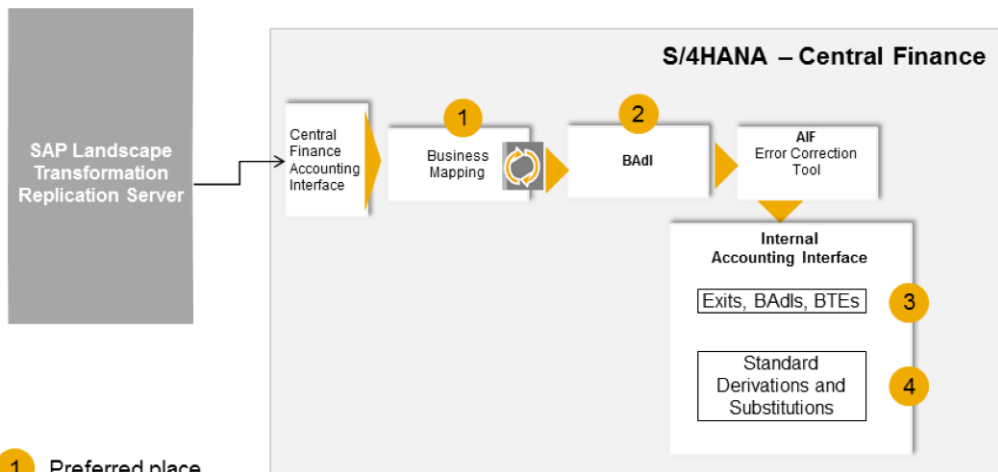 S/4HANA – Central Finance
SAP Landscape
Transformation
Replication Server
Central
Finance
Accounting
Interface
1
Business
Mapping
2
BAdI
AIF
Error Correction
Tool
Internal
Accounting Interface
Exits, BAdIs, BTEs
3
Standard
Derivations and
Substitutions
4
1 Preferred place